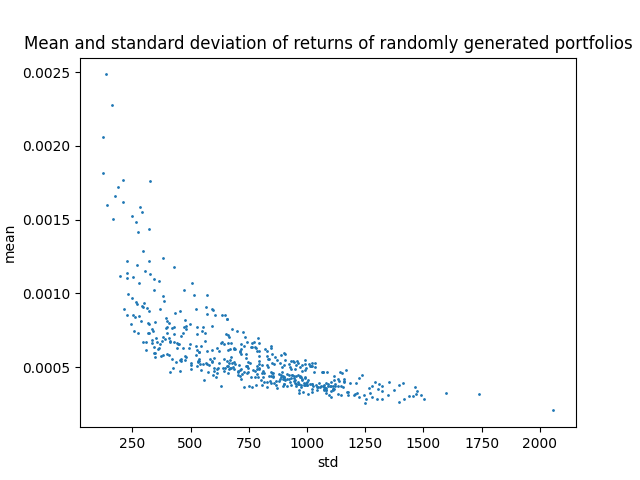 Mean and standard deviation of returns of randomly generated portfolios
0.0025
0.0020
0.0015
0.0010
0.0005
mean
250 500 750 1000 1250 1500 1750 2000
std